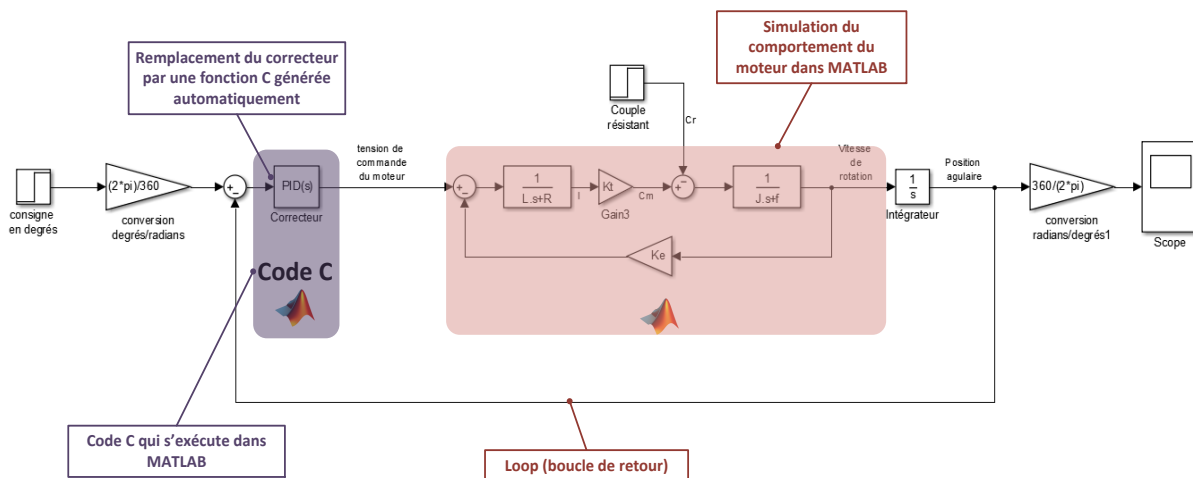 Remplacement du correcteur
par une fonction C générée
automatiquement
Simulation du
comportement du
moteur dans MATLAB
Couple
résistant
Cr
consigne
en degrés
(2*pi)/360
conversion
degrés/radians
+
−
PID(s)
Correcteur
Code C
tension de
commande
du moteur
+
−
1
L.s+R
I
Kt
Gain3
Cm
−
+
1
J.s+f
Vitesse
de
rotation
Ke
1
s
Intégrateur
Position
agulaire
360/(2*pi)
conversion
radians/degrés1
Scope
Code C qui s'exécute dans
MATLAB
Loop (boucle de retour)